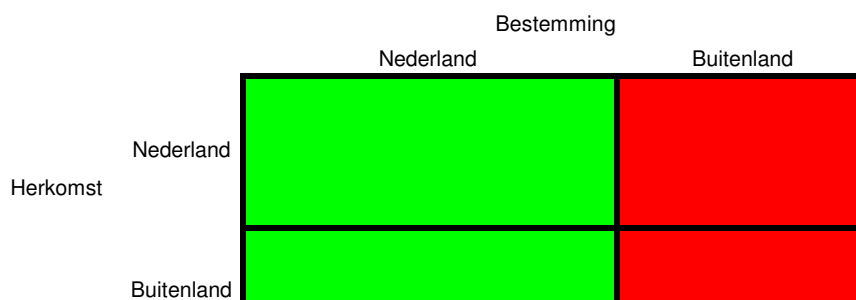 Bestemming
Nederland Buitenland
Nederland
Herkomst
Buitenland